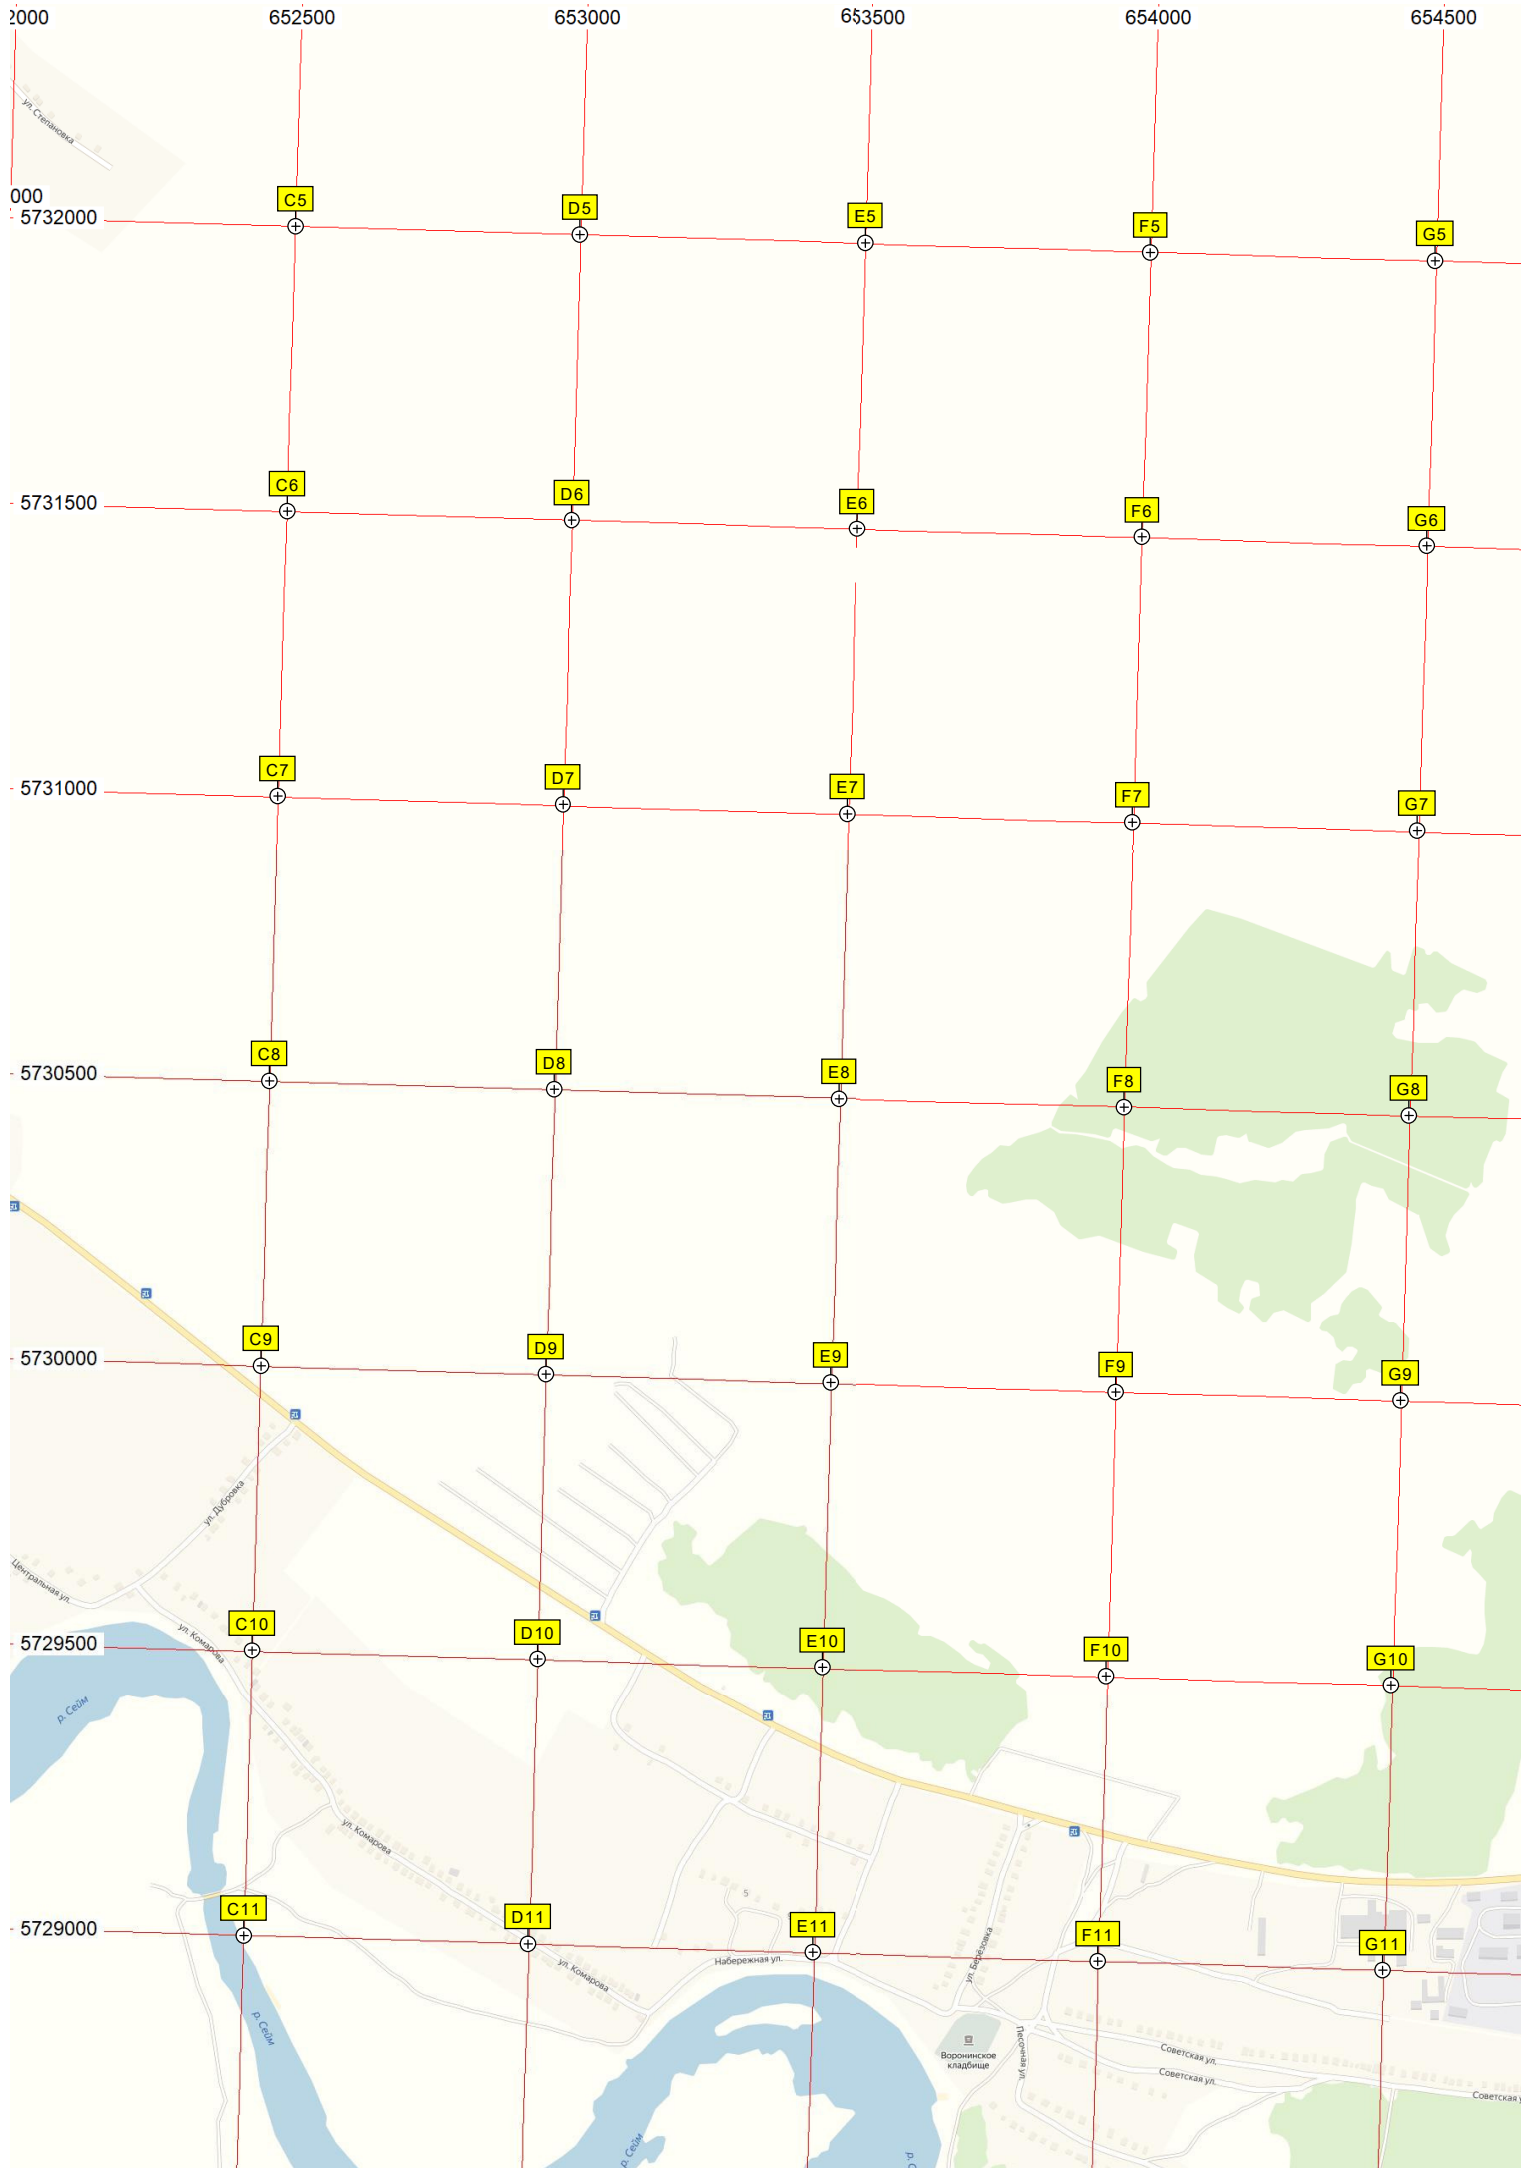 2000 652500 653000 653500 654000 654500
ул. Степановка
000
5732000
C5 D5 E5 F5 G5
5731500
C6 D6 E6 F6 G6
5731000
C7 D7 E7 F7 G7
5730500
C8 D8 E8 F8 G8
5730000
C9 D9 E9 F9 G9
ул. Дубровка
Центральная ул.
ул. Комарова
5729500
C10 D10 E10 F10 G10
р. Сейм
ул. Комарова
5
5729000
C11 D11 E11 F11 G11
ул. Берёзовка
Набережная ул.
ул. Комарова
р. Сейм
Песочная ул.
Воронинское
кладбище
Советская ул.
Советская ул.
Советская у
р. Сейм
р. С